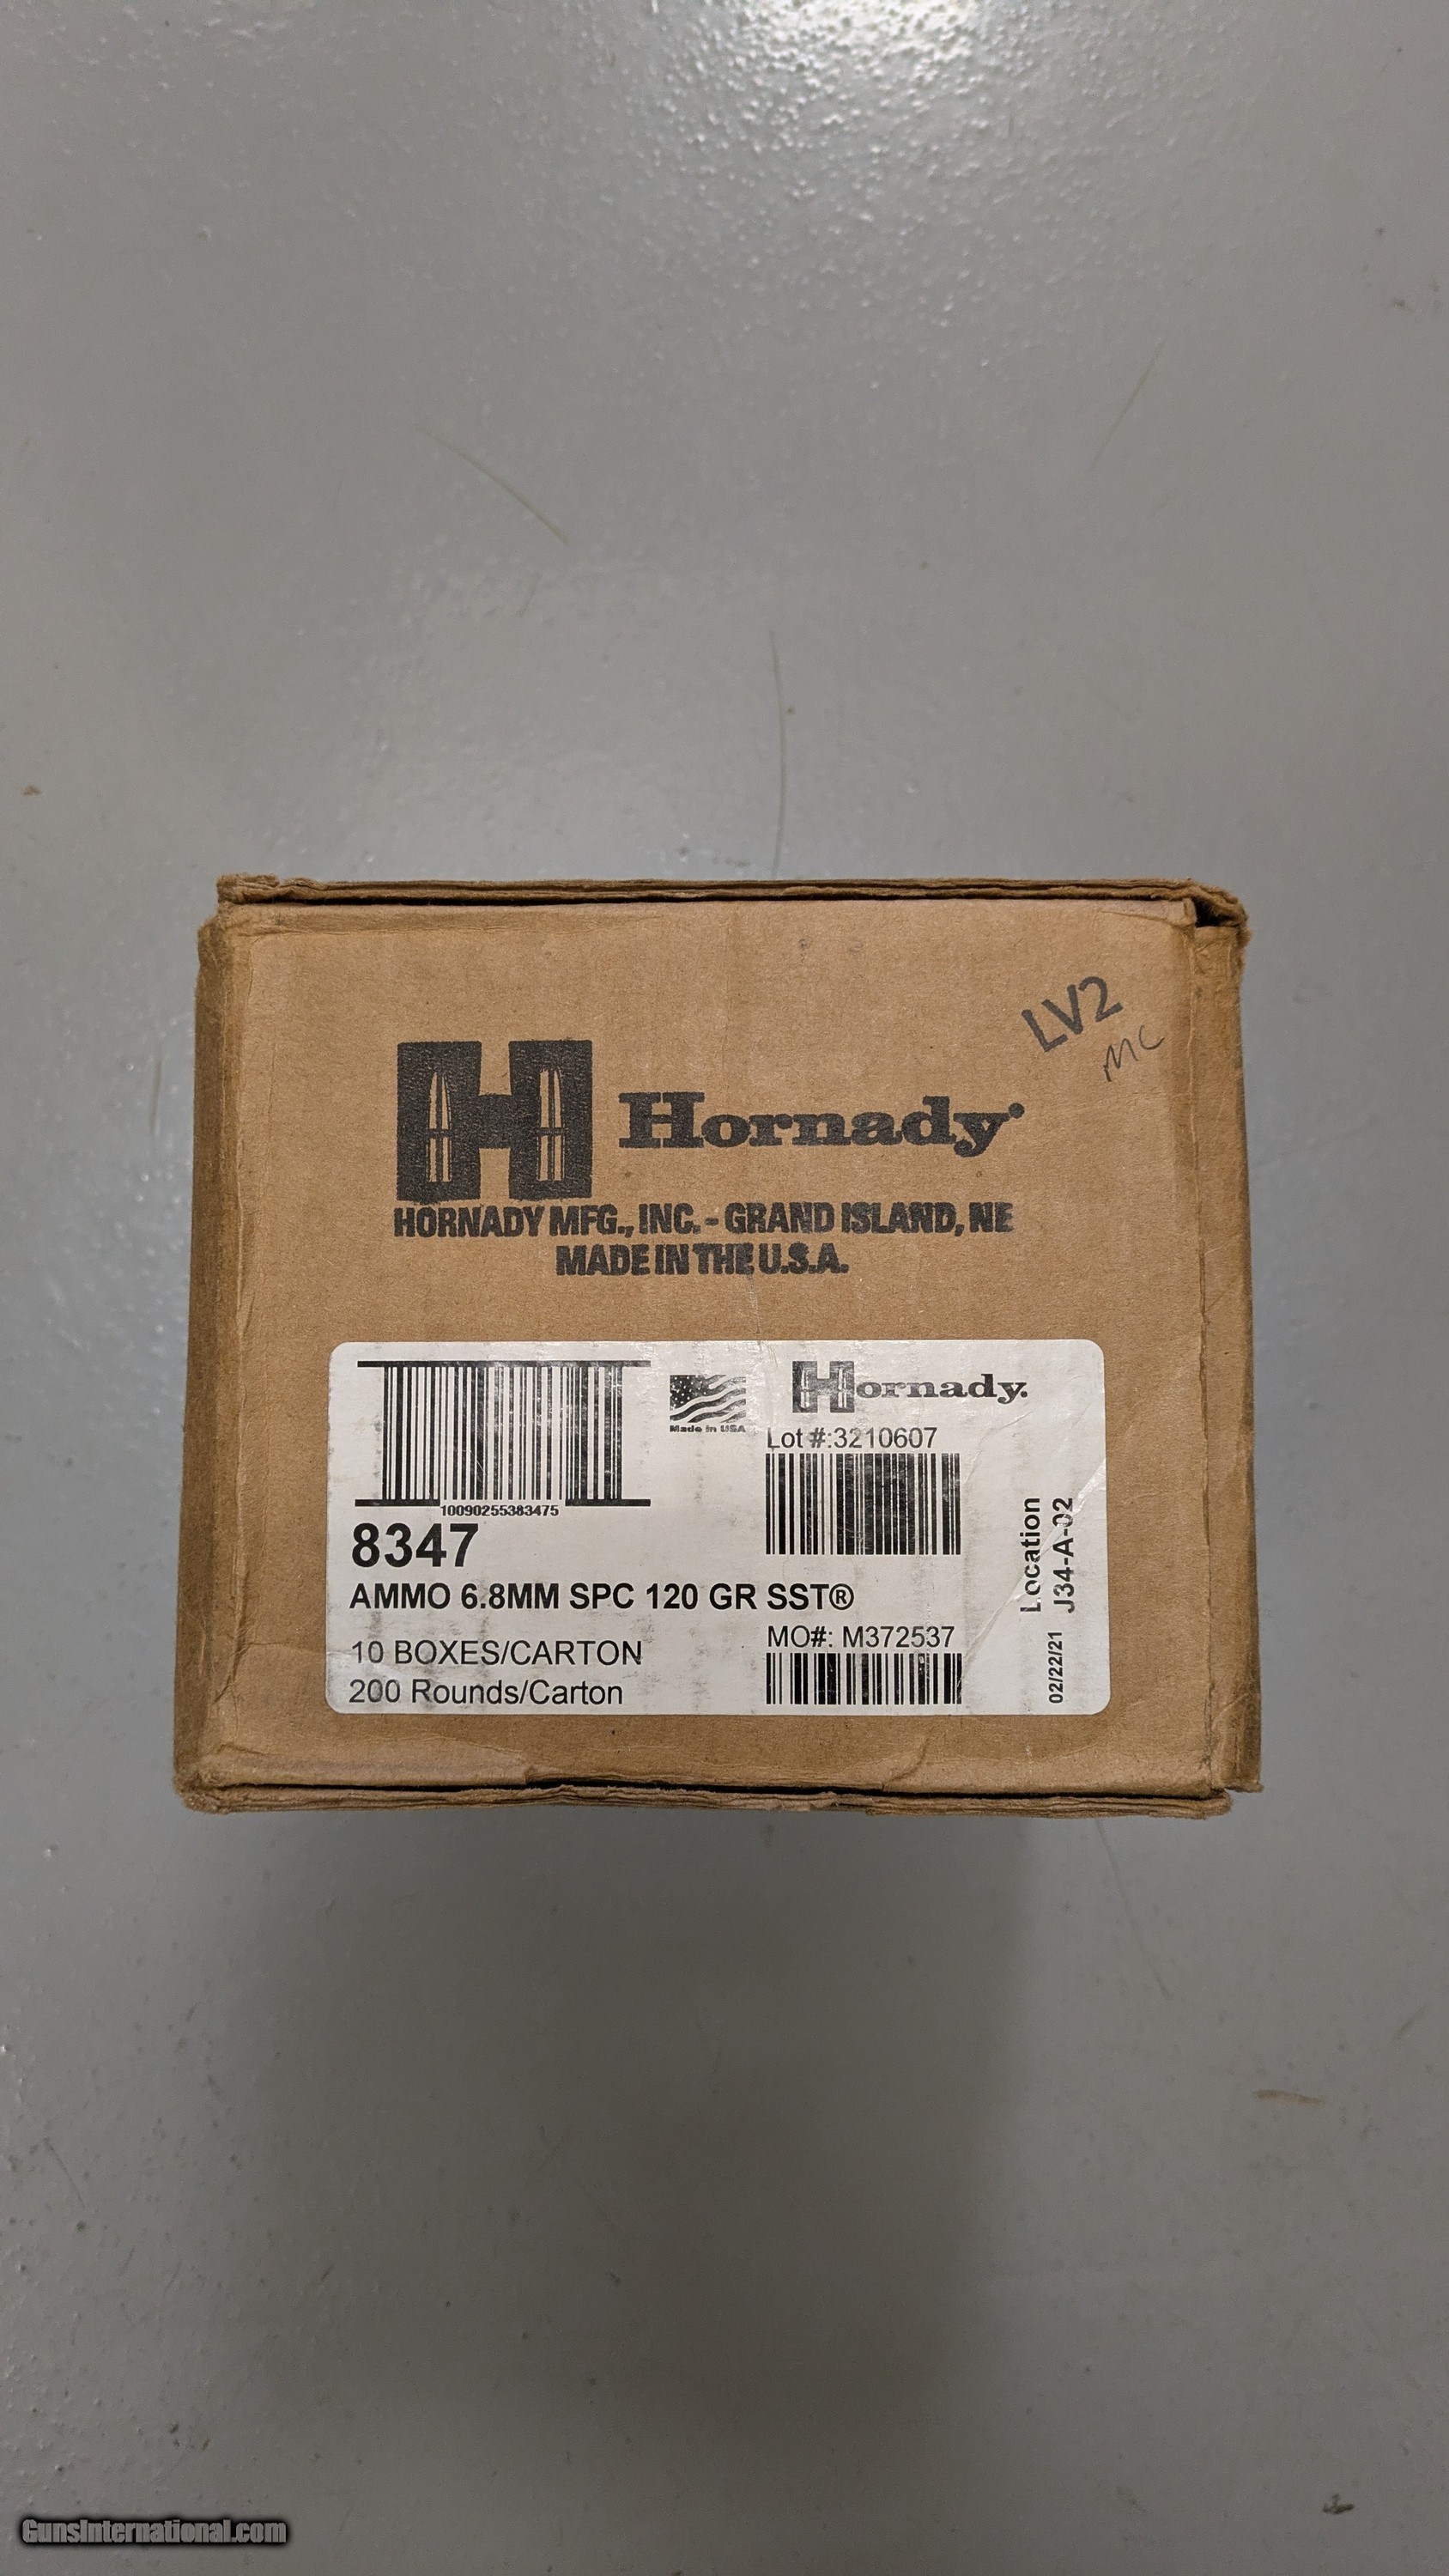 LV2
MC
Hornady
HORNADY MFG., INC. - GRAND ISLAND, NE
MADE IN THE U.S.A.
Made in USA
Hornady.
Lot #:3210607
10090255383475
8347
AMMO 6.8MM SPC 120 GR SST®
10 BOXES/CARTON
200 Rounds/Carton
MO#: M372537
Location
J34-A-02
02/22/21
GunsInternational.com